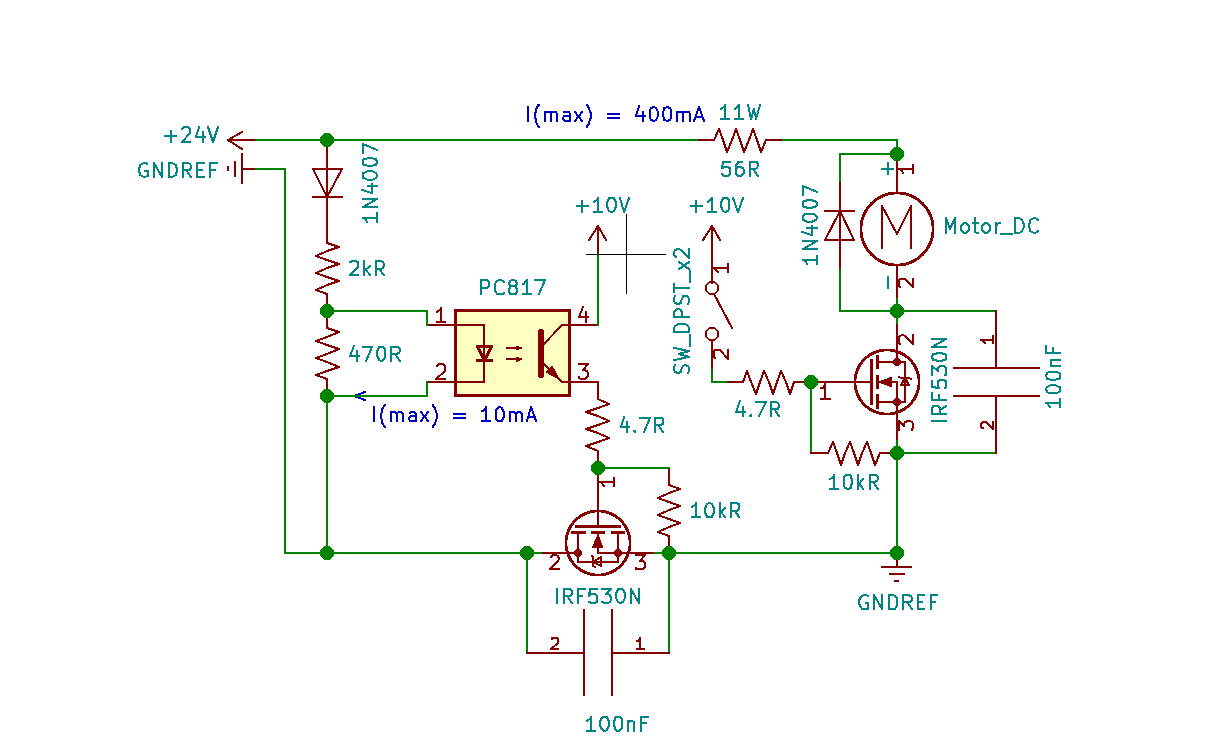 I(max) = 400mA
11W
+24V
GNDREF
56R
1N4007
2kR
470R
I(max) = 10mA
PC817
1
2
4
3
+10V
+10V
SW_DPST_x2
1
2
4.7R
4.7R
10kR
1
2
3
IRF530N
2
1
100nF
1N4007
+
1
M
Motor_DC
-
2
2
1
3
IRF530N
1
2
100nF
10kR
GNDREF